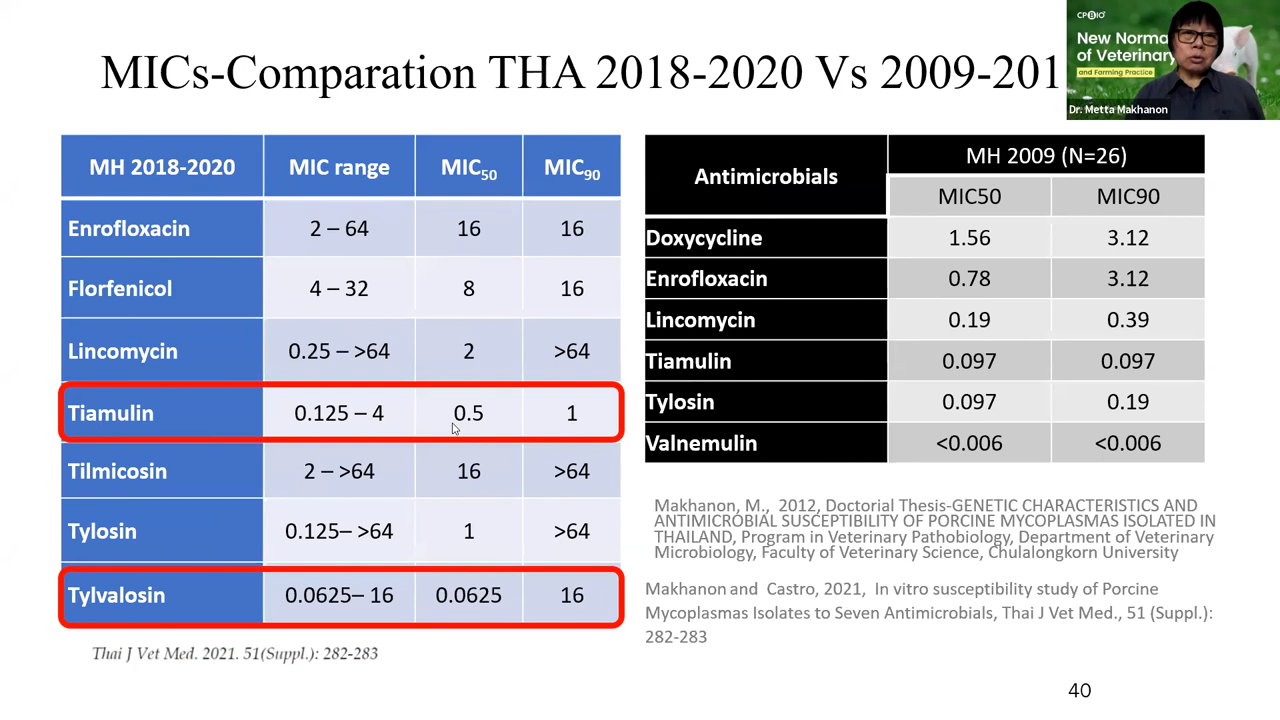 CPBIO
New Norma
of Veterinary
and Farming Practice
Dr. Metta Makhanon
MICs-Comparation THA 2018-2020 Vs 2009-201
MH 2018-2020 MIC range MIC50 MIC90
Enrofloxacin 2 – 64 16 16
Florfenicol 4 – 32 8 16
Lincomycin 0.25 – >64 2 >64
Tiamulin 0.125 – 4 0.5 1
Tilmicosin 2 – >64 16 >64
Tylosin 0.125– >64 1 >64
Tylvalosin 0.0625– 16 0.0625 16
Thai J Vet Med. 2021. 51(Suppl.): 282-283
Antimicrobials MH 2009 (N=26)
MIC50 MIC90
Doxycycline 1.56 3.12
Enrofloxacin 0.78 3.12
Lincomycin 0.19 0.39
Tiamulin 0.097 0.097
Tylosin 0.097 0.19
Valnemulin <0.006 <0.006
Makhanon, M., 2012, Doctorial Thesis-GENETIC CHARACTERISTICS AND
ANTIMICROBIAL SUSCEPTIBILITY OF PORCINE MYCOPLASMAS ISOLATED IN
THAILAND, Program in Veterinary Pathobiology, Department of Veterinary
Microbiology, Faculty of Veterinary Science, Chulalongkorn University
Makhanon and Castro, 2021, In vitro susceptibility study of Porcine
Mycoplasmas Isolates to Seven Antimicrobials, Thai J Vet Med., 51 (Suppl.):
282-283
40